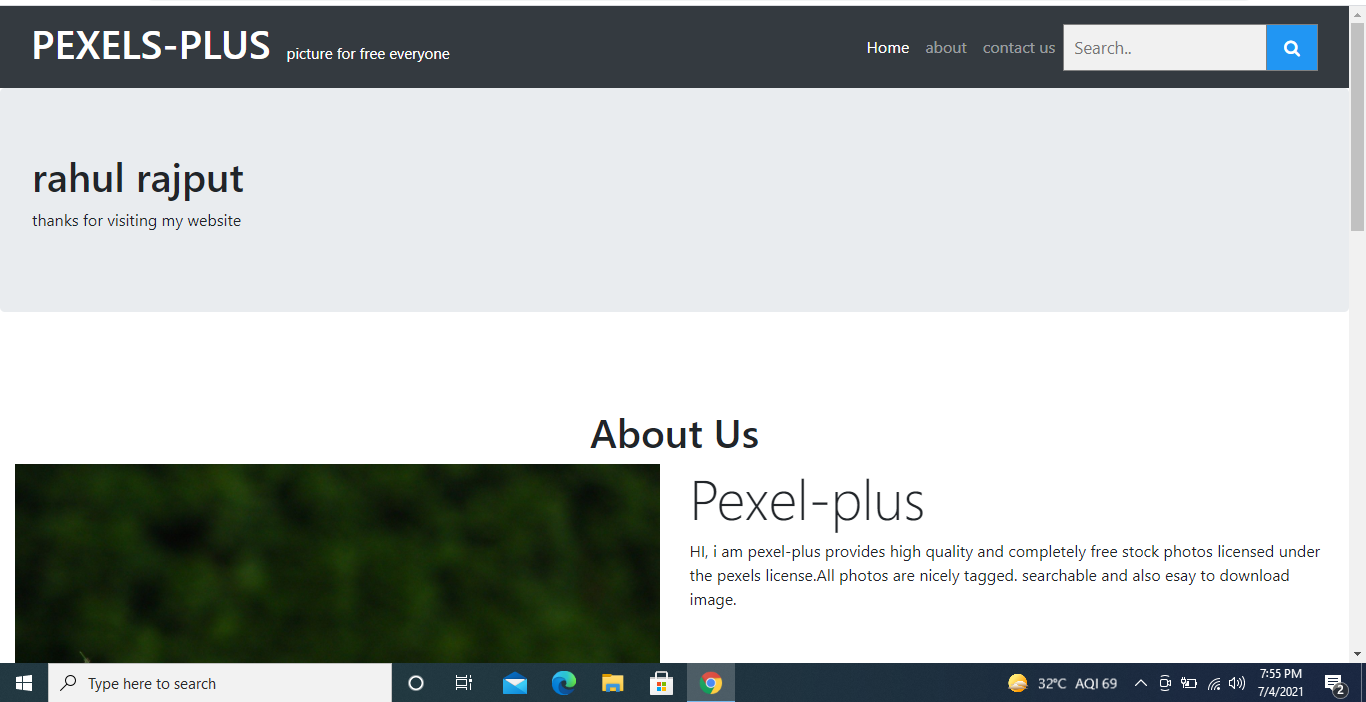 PEXELS-PLUS picture for free everyone Home about contact us Search..
rahul rajput
thanks for visiting my website
About Us
Pexel-plus
HI, i am pexel-plus provides high quality and completely free stock photos licensed under
the pexels license.All photos are nicely tagged. searchable and also esay to download
image.
Type here to search 32°C AQI 69 7:55 PM
7/4/2021 2